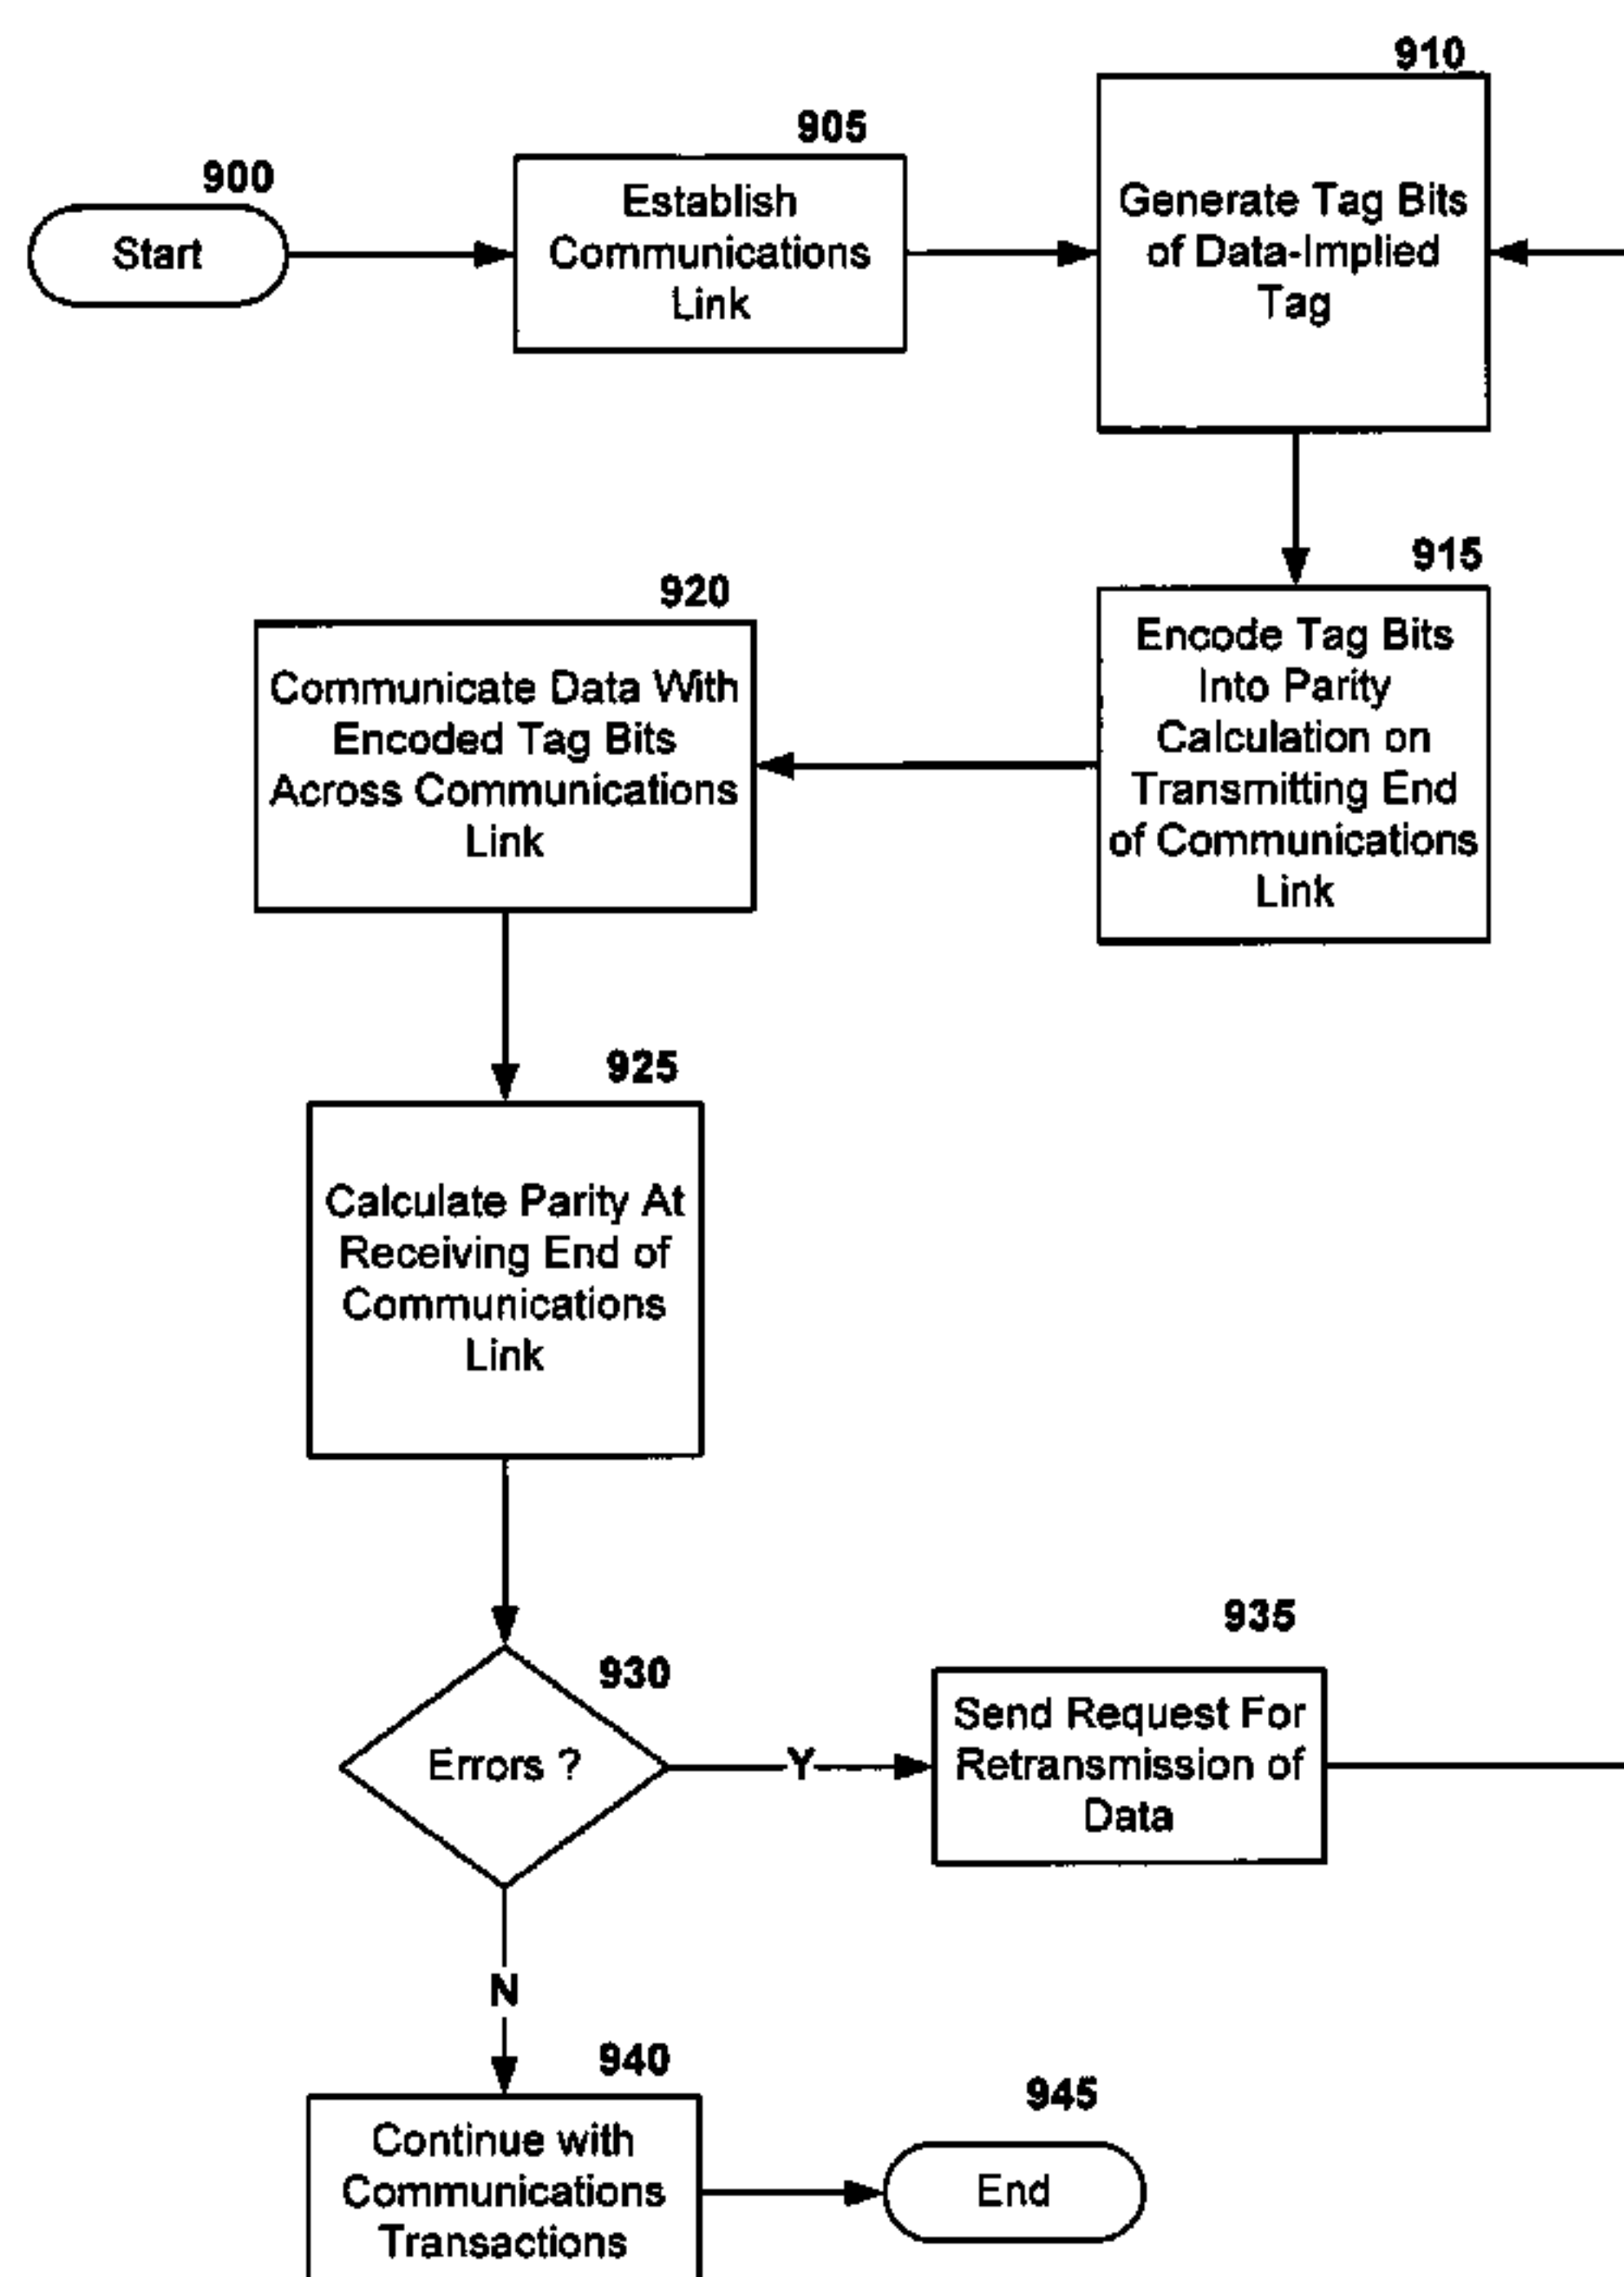 900
Start
905
Establish
Communications
Link
910
Generate Tag Bits
of Data-Implied
Tag
915
Encode Tag Bits
Into Parity
Calculation on
Transmitting End
of Communications
Link
920
Communicate Data With
Encoded Tag Bits
Across Communications
Link
925
Calculate Parity At
Receiving End of
Communications
Link
930
Errors ?
Y
935
Send Request For
Retransmission of
Data
N
940
Continue with
Communications
Transactions
945
End